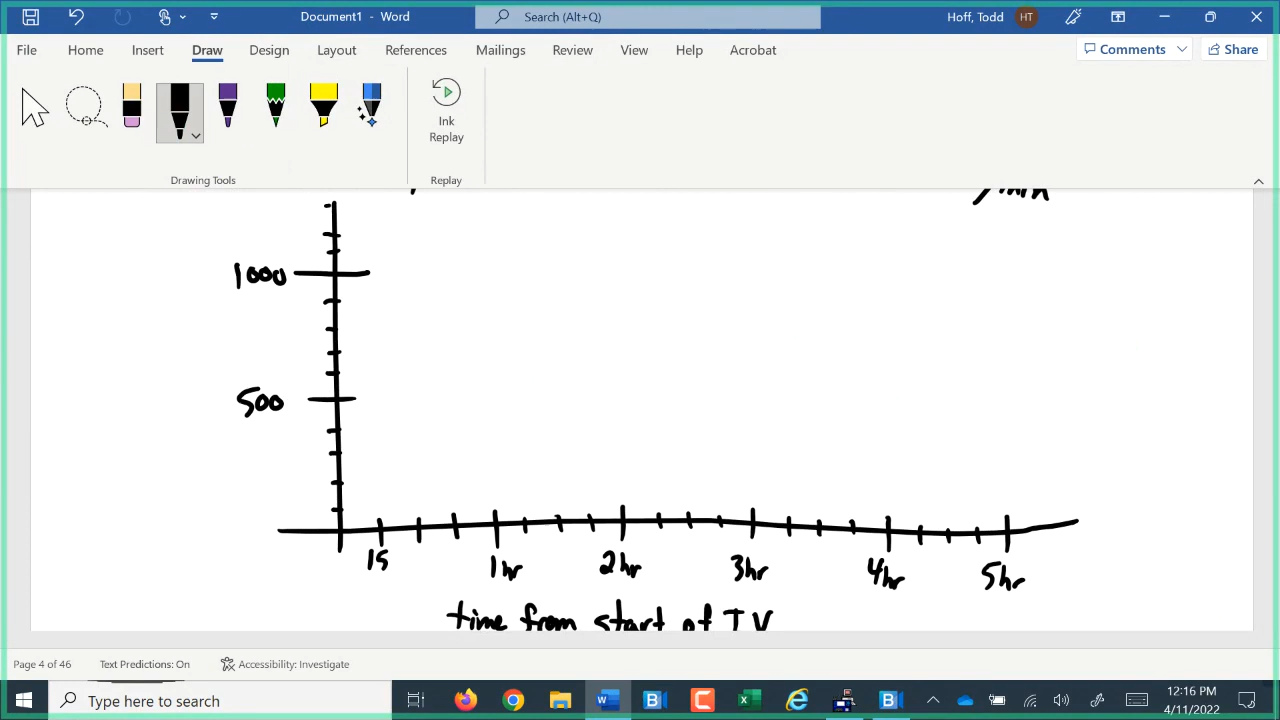 Document1 - Word
Search (Alt+Q)
Hoff, Todd
HT
File Home Insert Draw Design Layout References Mailings Review View Help Acrobat
Comments
Share
Ink
Replay
Drawing Tools
Replay
/min
1000
500
15 1hr 2hr 3hr 4hr 5hr
time from start of TV
Page 4 of 46
Text Predictions: On
Accessibility: Investigate
Type here to search
12:16 PM
4/11/2022